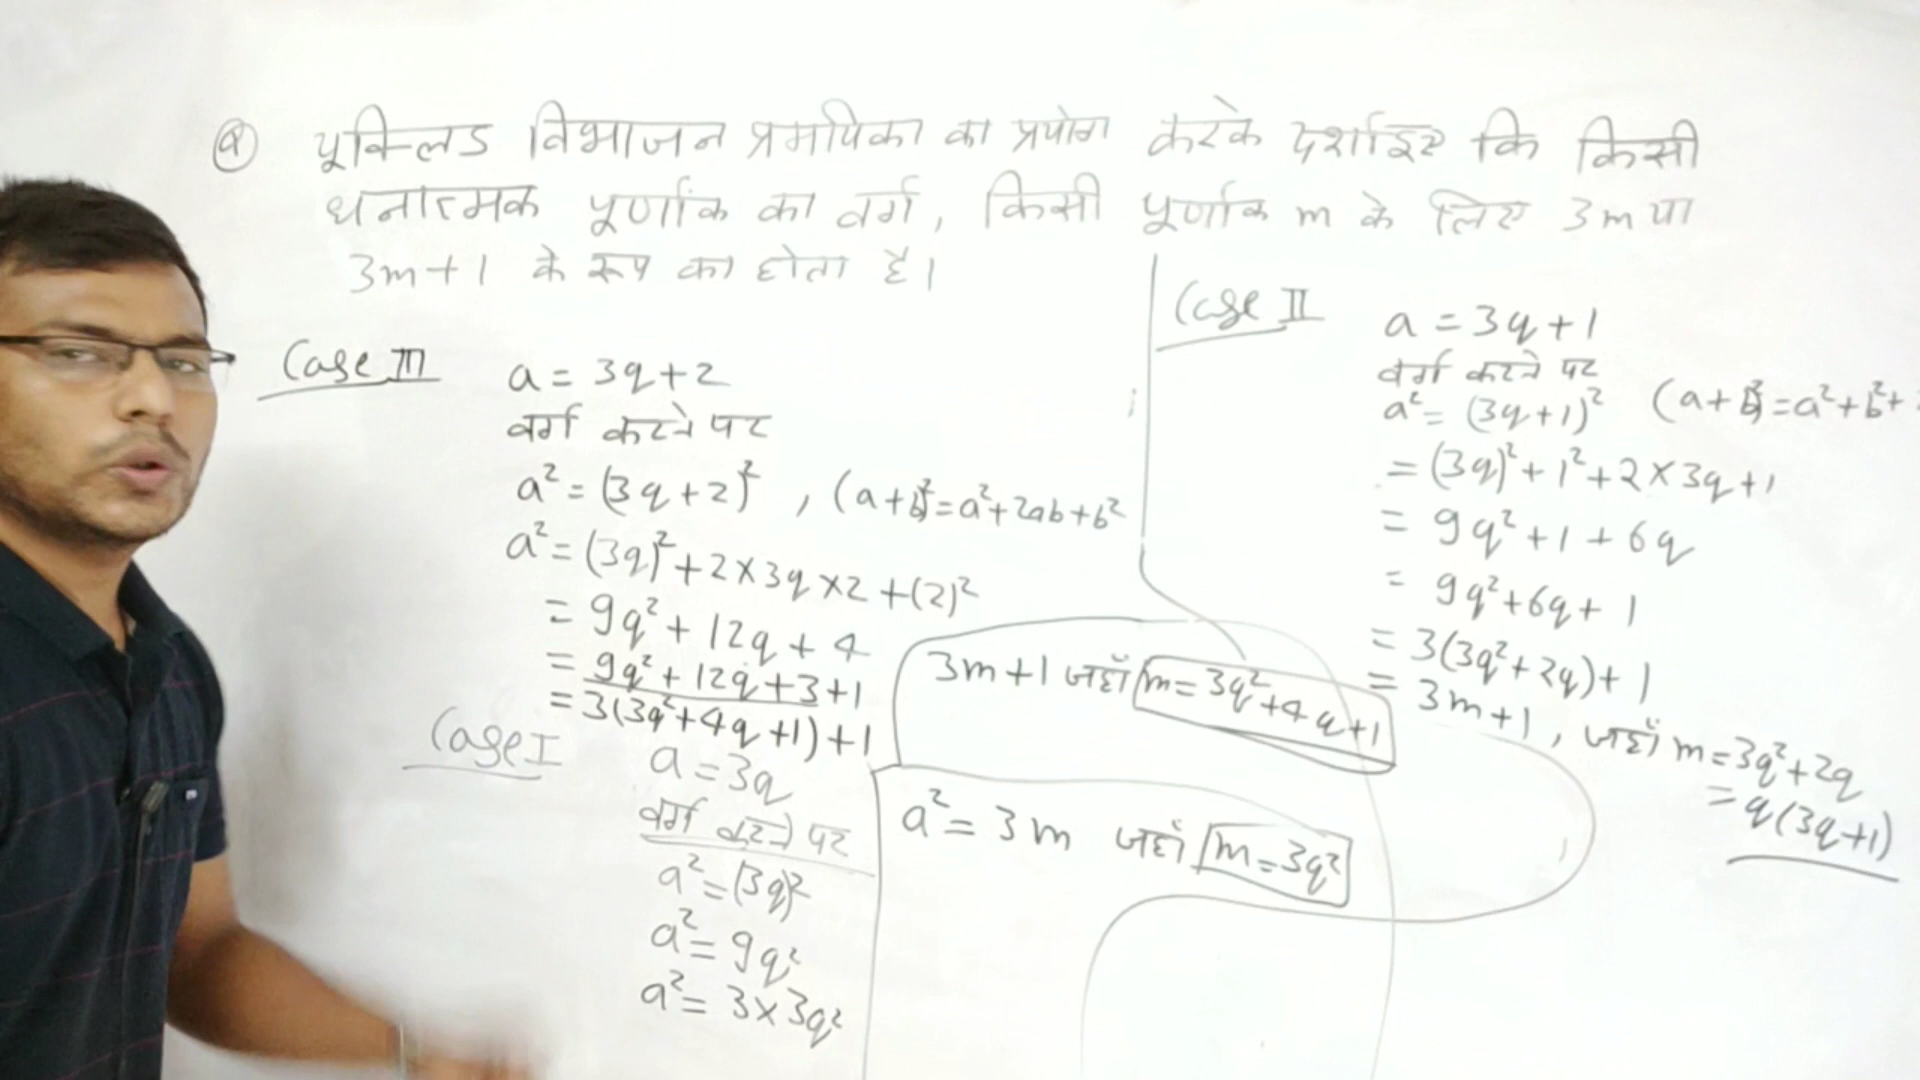 Q यूक्लिड विभाजन प्रमेयिका का प्रयोग करके दर्शाइए कि किसी
धनात्मक पूर्णांक का वर्ग, किसी पूर्णांक m के लिए 3m या
3m+1 के रूप का होता है।
Case III
a = 3q+2
वर्ग करने पर
a² = (3q+2)² , (a+b)²=a²+2ab+b²
a² = (3q)²+2×3q×2+(2)²
= 9q²+12q+4
= 9q²+12q+3+1
= 3(3q²+4q+1)+1
3m+1 जहाँ m=3q²+4q+1
Case I
a = 3q
वर्ग करने पर
a² = (3q)²
a² = 9q²
a² = 3×3q²
a² = 3m जहाँ m=3q²
Case II
a = 3q+1
वर्ग करने पर
a² = (3q+1)² (a+b)²=a²+b²+
= (3q)²+1²+2×3q+1
= 9q²+1+6q
= 9q²+6q+1
= 3(3q²+2q)+1
= 3m+1, जहाँ m=3q²+2q
= q(3q+1)